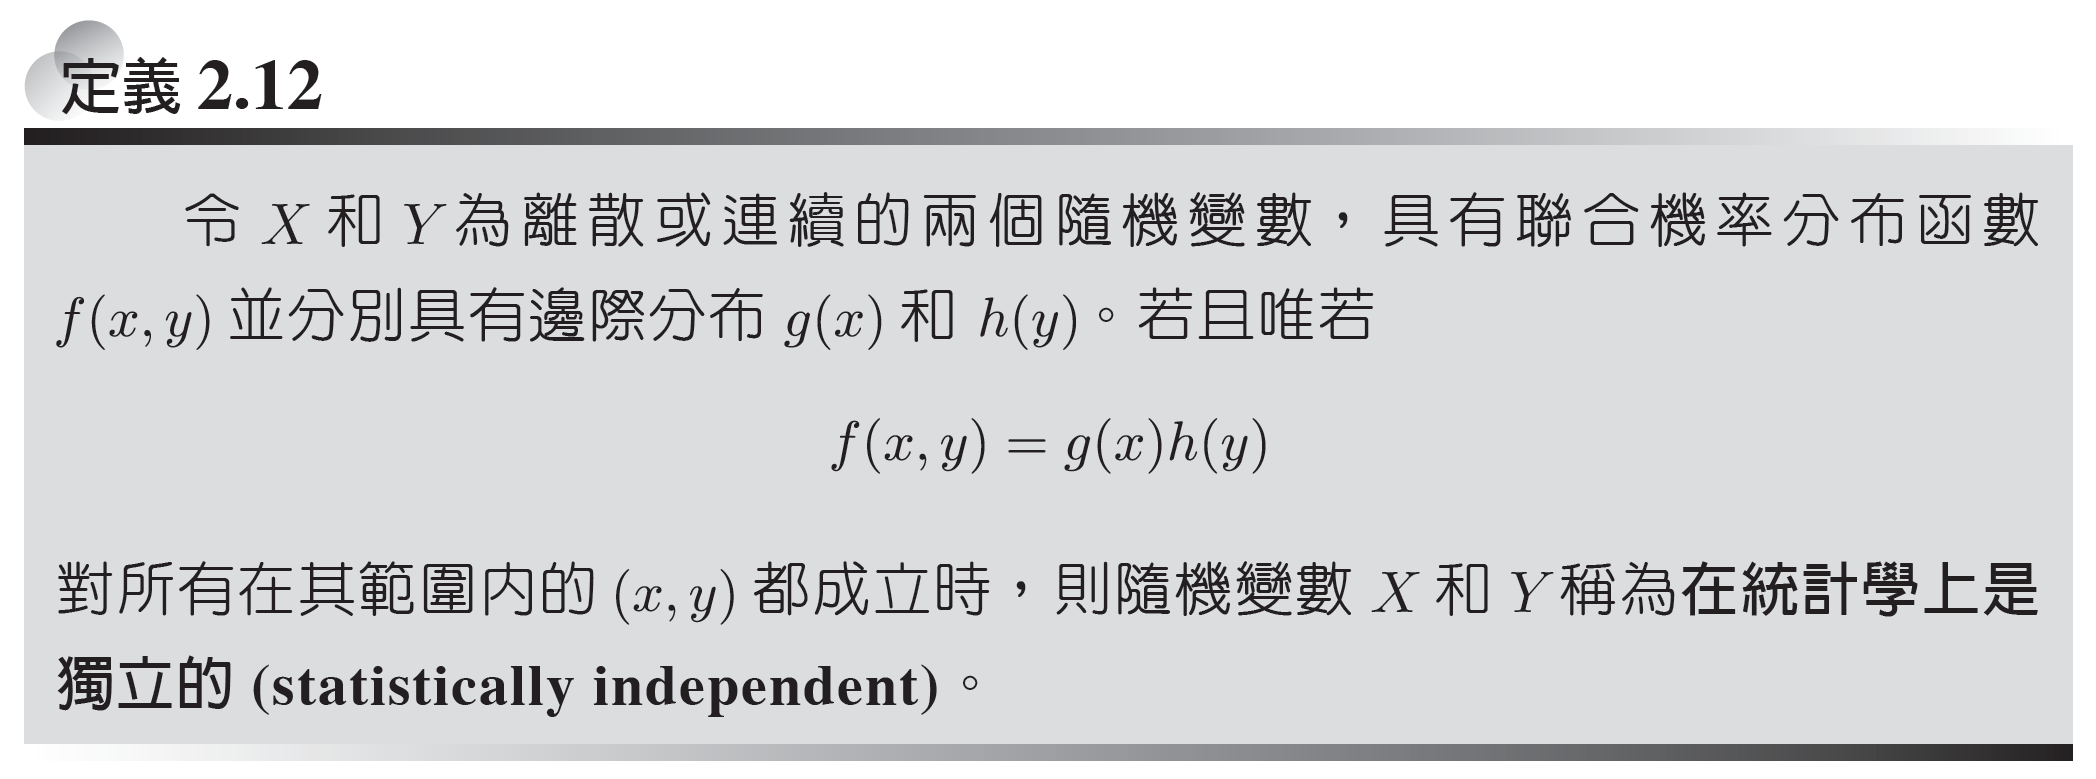 定義 2.12
令 X 和 Y 為離散或連續的兩個隨機變數，具有聯合機率分布函數
f(x, y) 並分別具有邊際分布 g(x) 和 h(y)。若且唯若
f(x, y) = g(x)h(y)
對所有在其範圍內的 (x, y) 都成立時，則隨機變數 X 和 Y 稱為在統計學上是
獨立的 (statistically independent)。